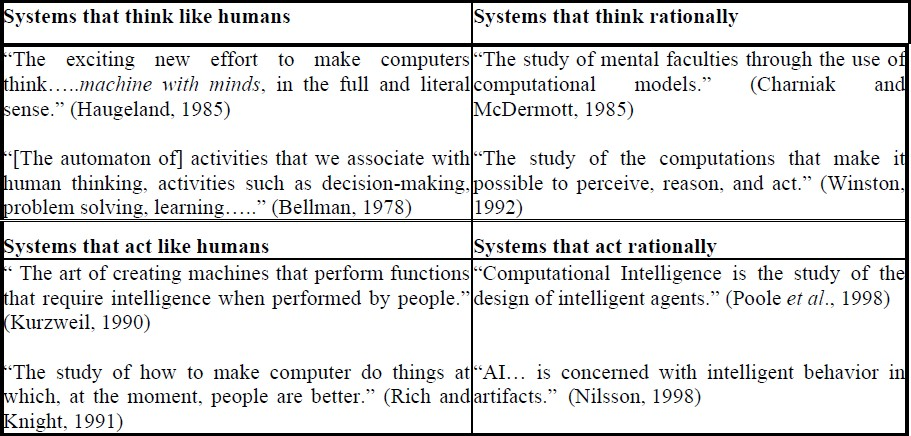 Systems that think like humans
Systems that think rationally
“The exciting new effort to make computers
think…..machine with minds, in the full and literal
sense.” (Haugeland, 1985)
“[The automaton of] activities that we associate with
human thinking, activities such as decision-making,
problem solving, learning…..” (Bellman, 1978)
“The study of mental faculties through the use of
computational models.” (Charniak and
McDermott, 1985)
“The study of the computations that make it
possible to perceive, reason, and act.” (Winston,
1992)
Systems that act like humans
Systems that act rationally
“ The art of creating machines that perform functions
that require intelligence when performed by people.”
(Kurzweil, 1990)
“The study of how to make computer do things at
which, at the moment, people are better.” (Rich and
Knight, 1991)
“Computational Intelligence is the study of the
design of intelligent agents.” (Poole et al., 1998)
“AI… is concerned with intelligent behavior in
artifacts.” (Nilsson, 1998)